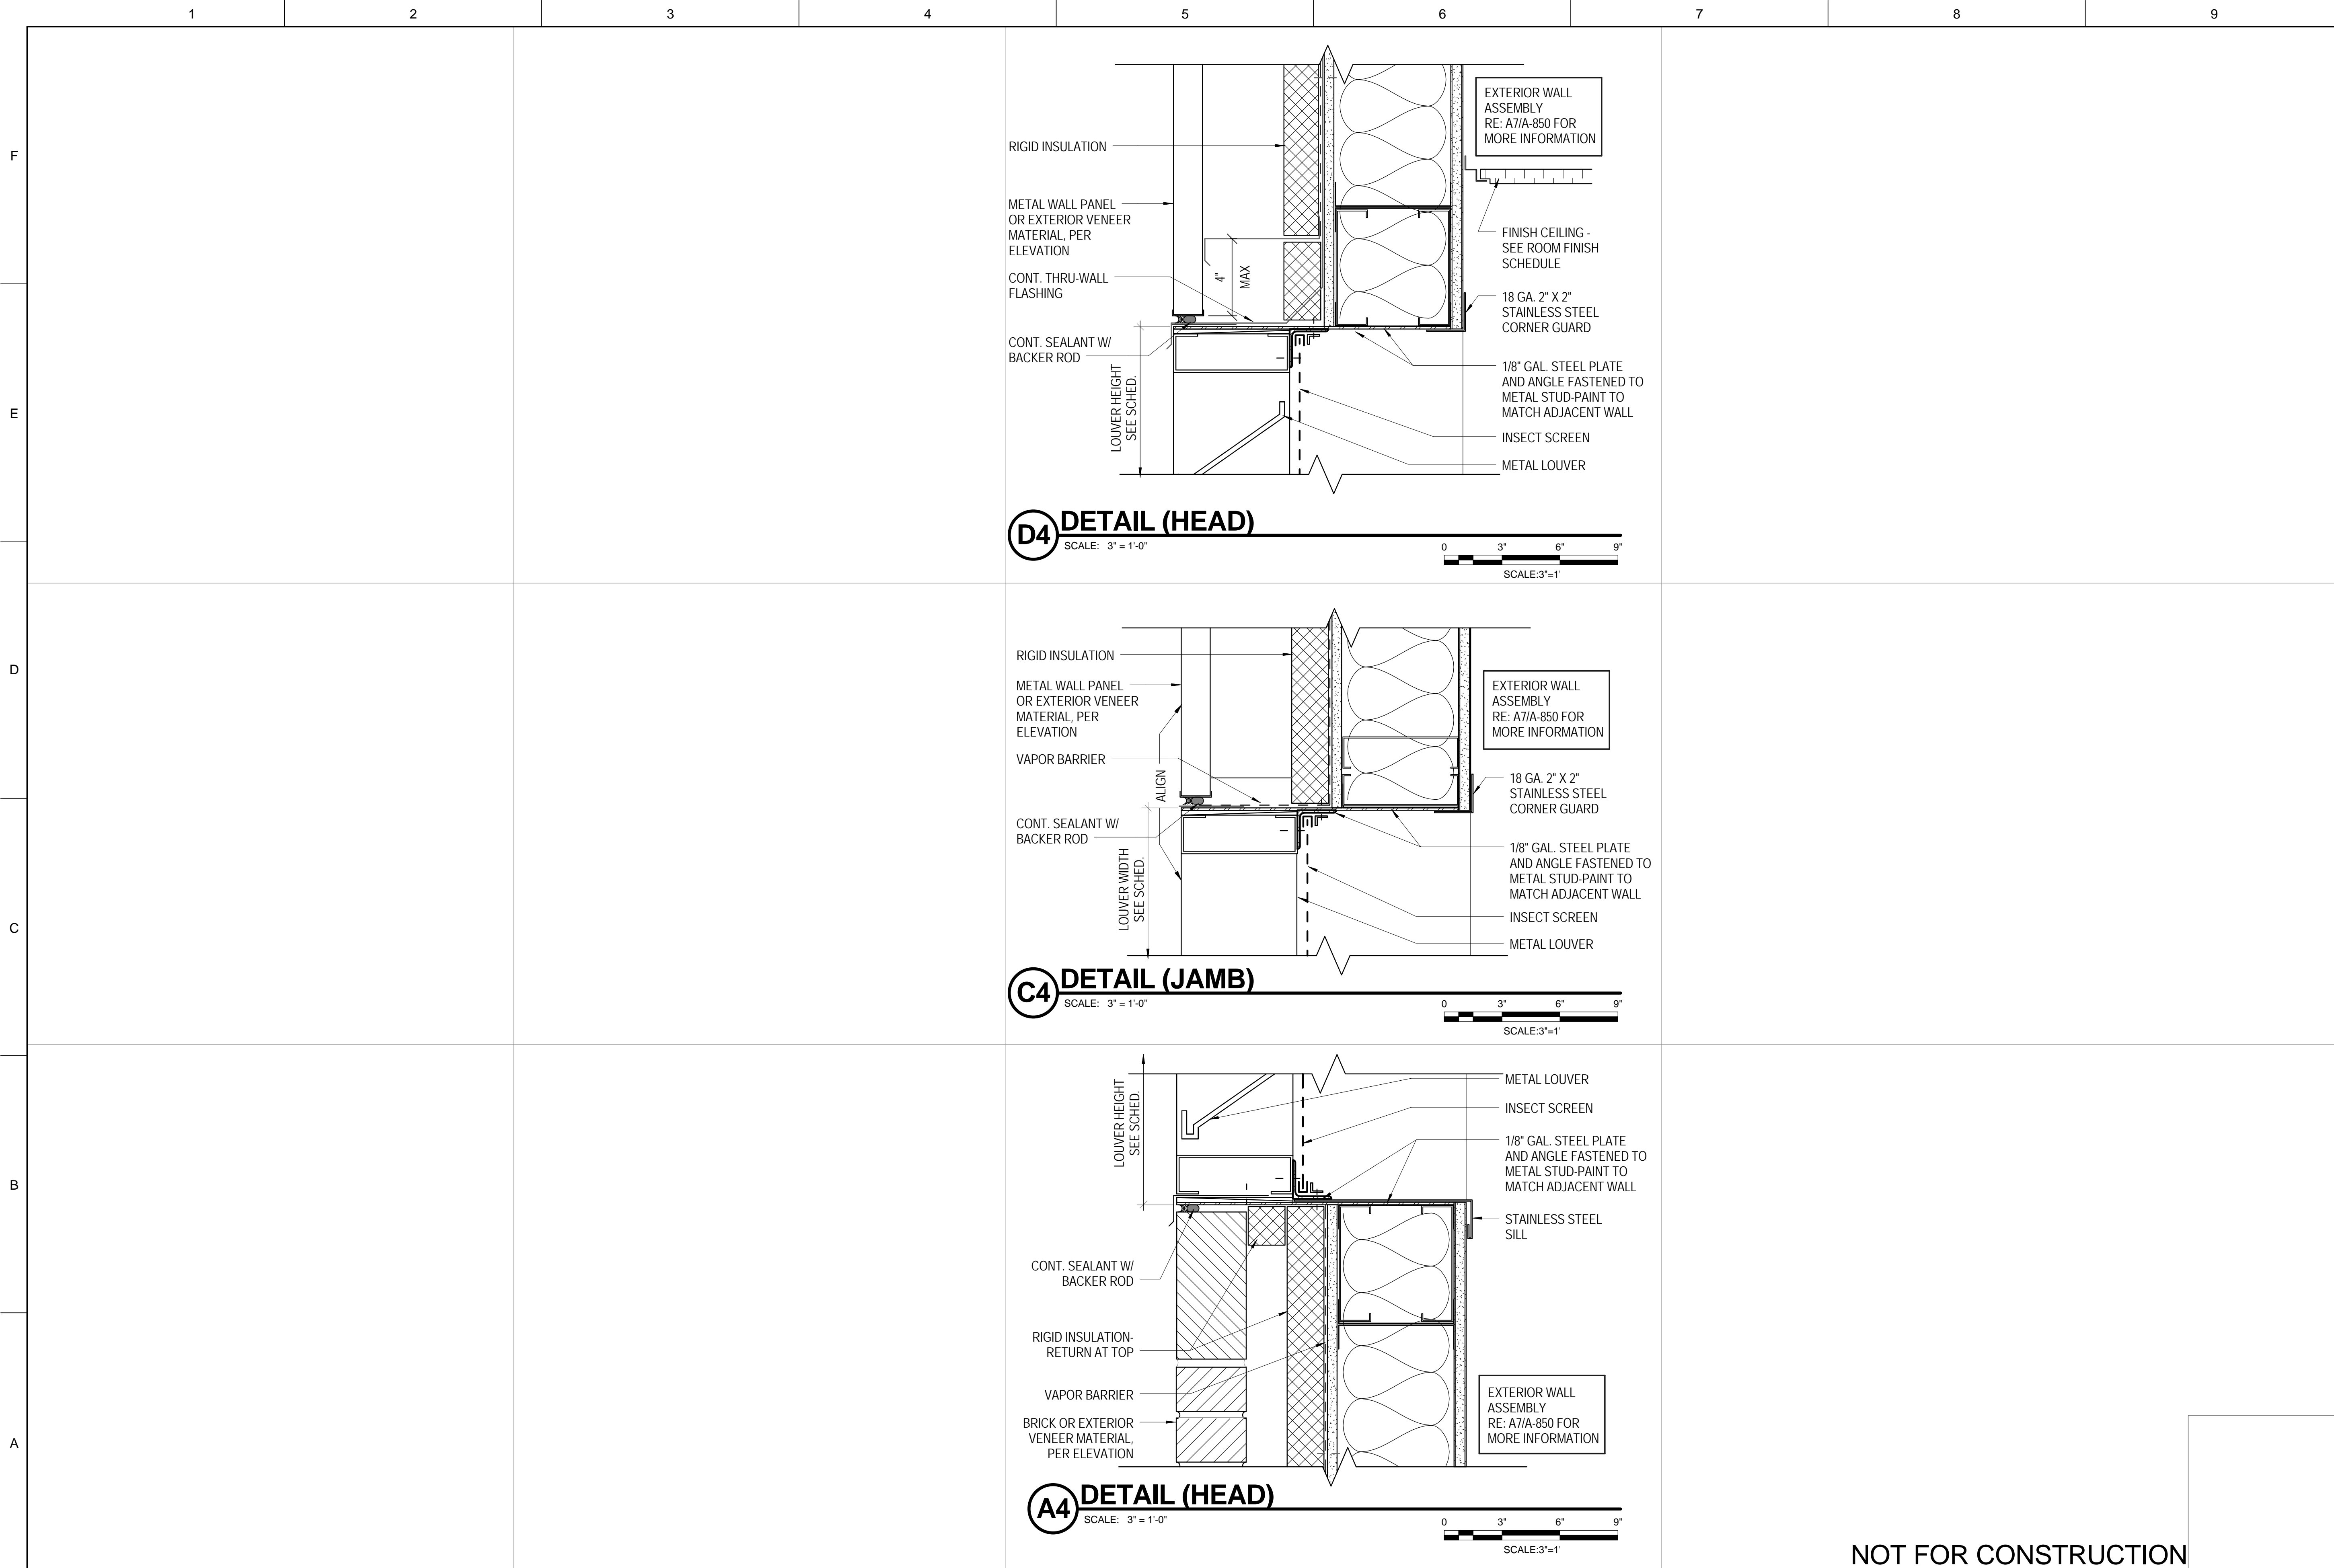 1 2 3 4 5 6 7 8 9
F
E
D
C
B
A
RIGID INSULATION
METAL WALL PANEL
OR EXTERIOR VENEER
MATERIAL, PER
ELEVATION
CONT. THRU-WALL
FLASHING
CONT. SEALANT W/
BACKER ROD
LOUVER HEIGHT
SEE SCHED.
4"
MAX
EXTERIOR WALL
ASSEMBLY
RE: A7/A-850 FOR
MORE INFORMATION
FINISH CEILING -
SEE ROOM FINISH
SCHEDULE
18 GA. 2" X 2"
STAINLESS STEEL
CORNER GUARD
1/8" GAL. STEEL PLATE
AND ANGLE FASTENED TO
METAL STUD-PAINT TO
MATCH ADJACENT WALL
INSECT SCREEN
METAL LOUVER
D4 DETAIL (HEAD)
SCALE: 3" = 1'-0"
0 3" 6" 9"
SCALE:3"=1'
RIGID INSULATION
METAL WALL PANEL
OR EXTERIOR VENEER
MATERIAL, PER
ELEVATION
VAPOR BARRIER
ALIGN
CONT. SEALANT W/
BACKER ROD
LOUVER WIDTH
SEE SCHED.
EXTERIOR WALL
ASSEMBLY
RE: A7/A-850 FOR
MORE INFORMATION
18 GA. 2" X 2"
STAINLESS STEEL
CORNER GUARD
1/8" GAL. STEEL PLATE
AND ANGLE FASTENED TO
METAL STUD-PAINT TO
MATCH ADJACENT WALL
INSECT SCREEN
METAL LOUVER
C4 DETAIL (JAMB)
SCALE: 3" = 1'-0"
0 3" 6" 9"
SCALE:3"=1'
LOUVER HEIGHT
SEE SCHED.
METAL LOUVER
INSECT SCREEN
1/8" GAL. STEEL PLATE
AND ANGLE FASTENED TO
METAL STUD-PAINT TO
MATCH ADJACENT WALL
STAINLESS STEEL
SILL
CONT. SEALANT W/
BACKER ROD
RIGID INSULATION-
RETURN AT TOP
VAPOR BARRIER
BRICK OR EXTERIOR
VENEER MATERIAL,
PER ELEVATION
EXTERIOR WALL
ASSEMBLY
RE: A7/A-850 FOR
MORE INFORMATION
A4 DETAIL (HEAD)
SCALE: 3" = 1'-0"
0 3" 6" 9"
SCALE:3"=1'
NOT FOR CONSTRUCTION